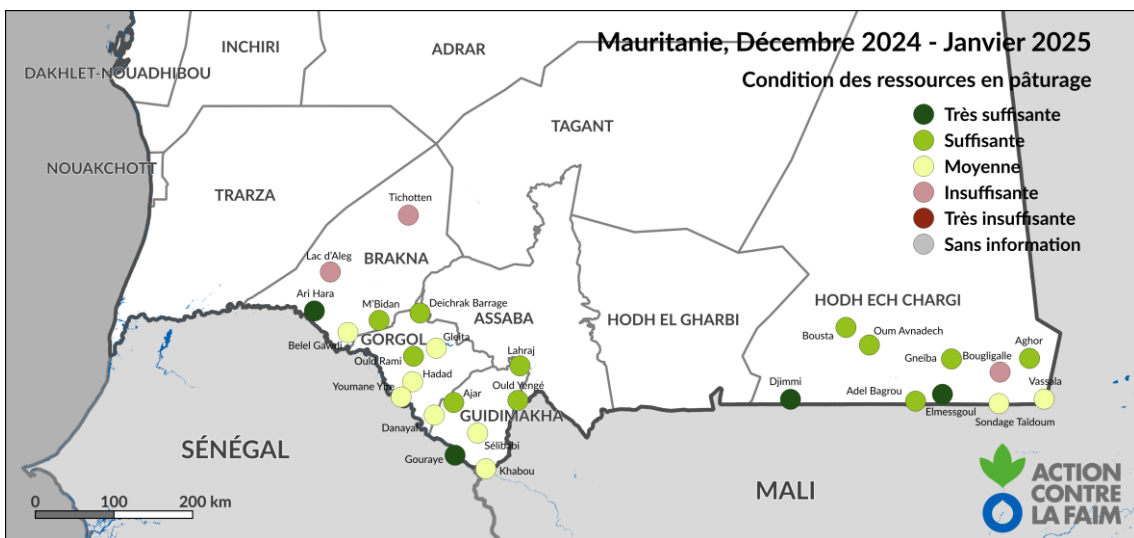 Mauritanie, Décembre 2024 - Janvier 2025
Condition des ressources en pâturage
Très suffisante
Suffisante
Moyenne
Insuffisante
Très insuffisante
Sans information
INCHIRI
ADRAR
DAKHLET-NOUADHIBOU
TAGANT
NOUAKCHOTT
TRARZA
Tichotten
Lac d'Aleg
BRAKNA
Ari Hara
M'Bidan
Deichrak Barrage
ASSABA
HODH EL GHARBI
HODH ECH CHARGI
Belel Gawdi
GORGOL
Gleita
Bousta
Oum Avnadech
Ould Rami
Lahraj
Gneïba
Bougligalle
Aghor
Youmane Yire
Hadad
Ould Yengé
Djimmi
Adel Bagrou
Vassala
Ajar
GUIDIMAKHA
Elmessgoul
Danayal
Sondage Taïdoum
SÉNÉGAL
Sélibabi
Gouraye
Khabou
MALI
0 100 200 km
ACTION
CONTRE
LA FAIM